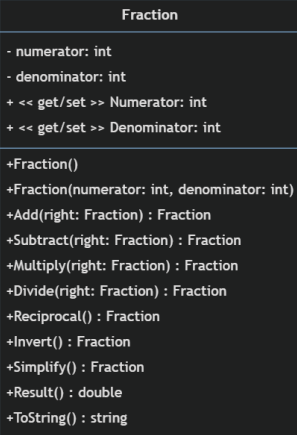 Fraction
- numerator: int
- denominator: int
+ << get/set >> Numerator: int
+ << get/set >> Denominator: int
+Fraction()
+Fraction(numerator: int, denominator: int)
+Add(right: Fraction) : Fraction
+Subtract(right: Fraction) : Fraction
+Multiply(right: Fraction) : Fraction
+Divide(right: Fraction) : Fraction
+Reciprocal() : Fraction
+Invert() : Fraction
+Simplify() : Fraction
+Result() : double
+ToString() : string